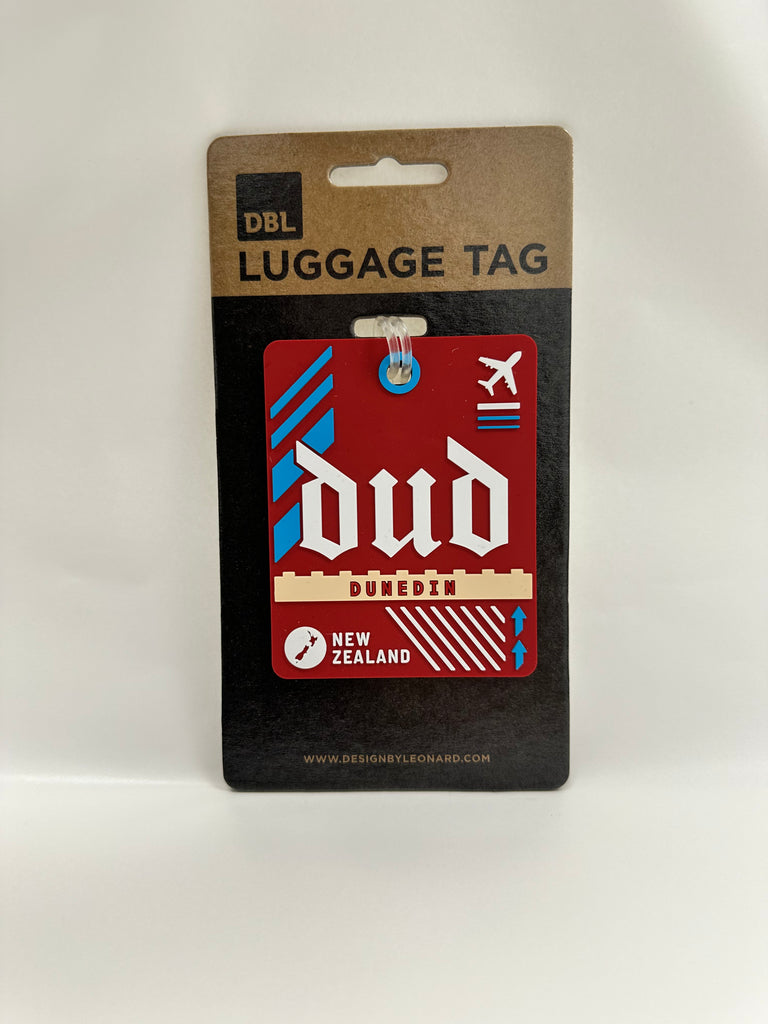 DBL
LUGGAGE TAG
dud
DUNEDIN
NEW
ZEALAND
WWW.DESIGNBYLEONARD.COM